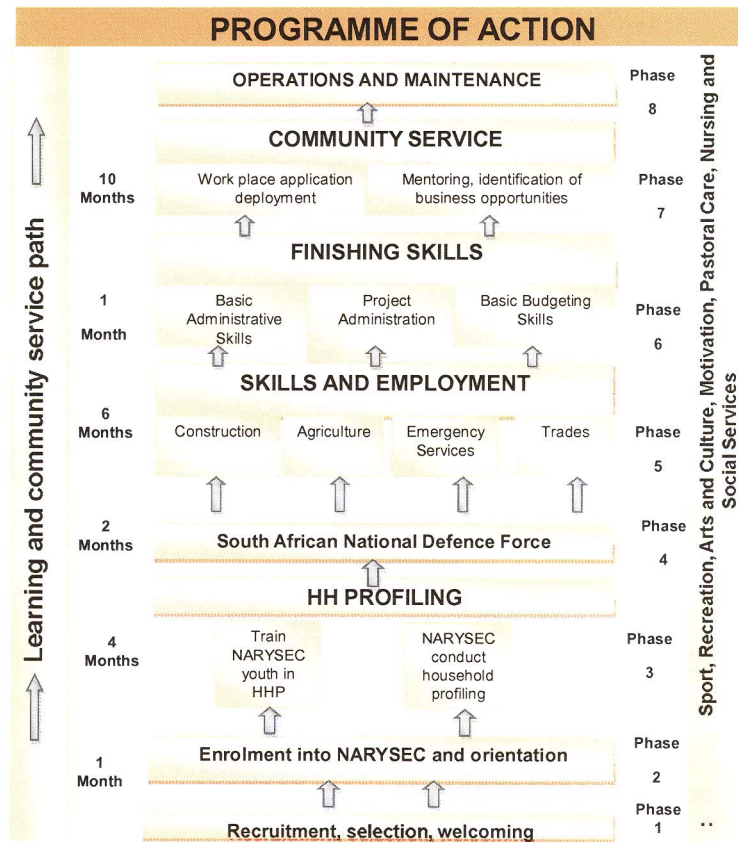 PROGRAMME OF ACTION
OPERATIONS AND MAINTENANCE
Phase
8
COMMUNITY SERVICE
10
Months
Work place application
deployment
Mentoring, identification of
business opportunities
Phase
7
FINISHING SKILLS
1
Month
Basic
Administrative
Skills
Project
Administration
Basic Budgeting
Skills
Phase
6
SKILLS AND EMPLOYMENT
6
Months
Construction
Agriculture
Emergency
Services
Trades
Phase
5
2
Months
South African National Defence Force
Phase
4
HH PROFILING
4
Months
Train
NARYSEC
youth in
HHP
NARYSEC
conduct
household
profiling
Phase
3
1
Month
Enrolment into NARYSEC and orientation
Phase
2
Recruitment, selection, welcoming
Phase
1
Learning and community service path
Sport, Recreation, Arts and Culture, Motivation, Pastoral Care, Nursing and
Social Services